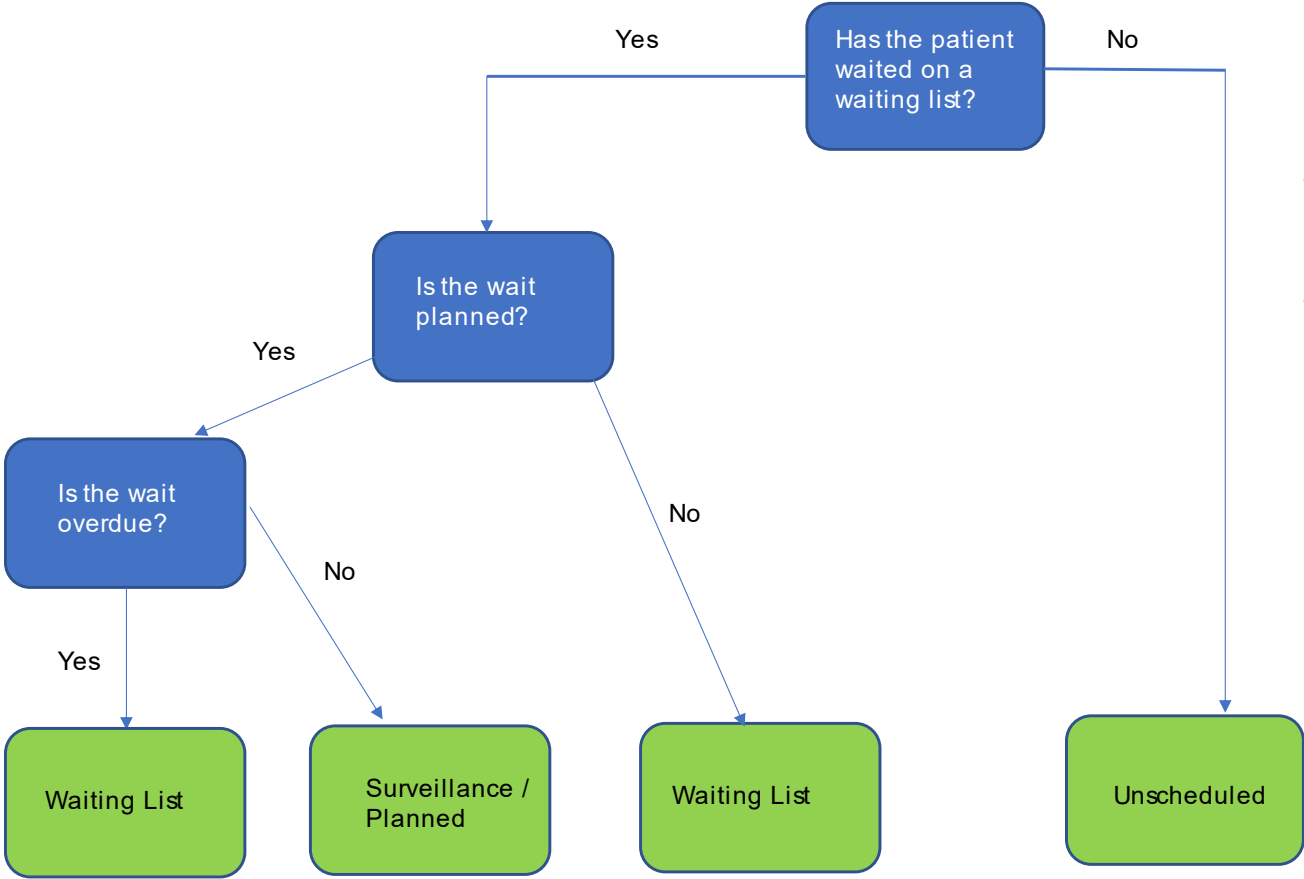 Yes
Has the patient
waited on a
waiting list?
No
Is the wait
planned?
Yes
Is the wait
overdue?
No
No
Yes
Waiting List
Surveillance /
Planned
Waiting List
Unscheduled